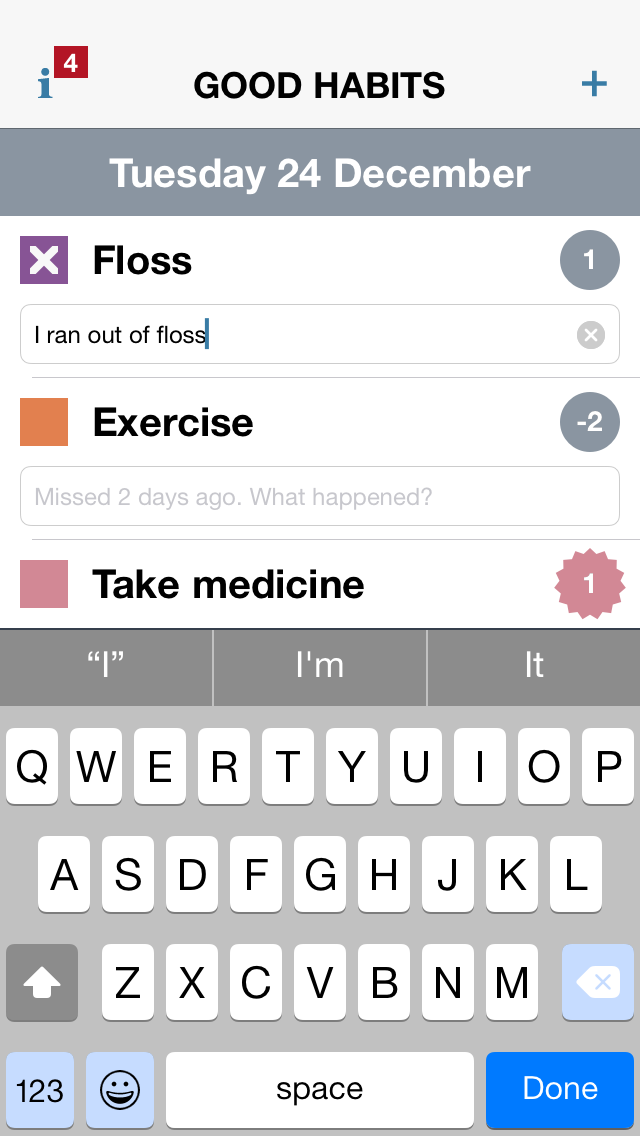 i 4
GOOD HABITS +
Tuesday 24 December
Floss 1
I ran out of floss
Exercise -2
Missed 2 days ago. What happened?
Take medicine 1
“I” I'm It
Q W E R T Y U I O P
A S D F G H J K L
Z X C V B N M
123 space Done